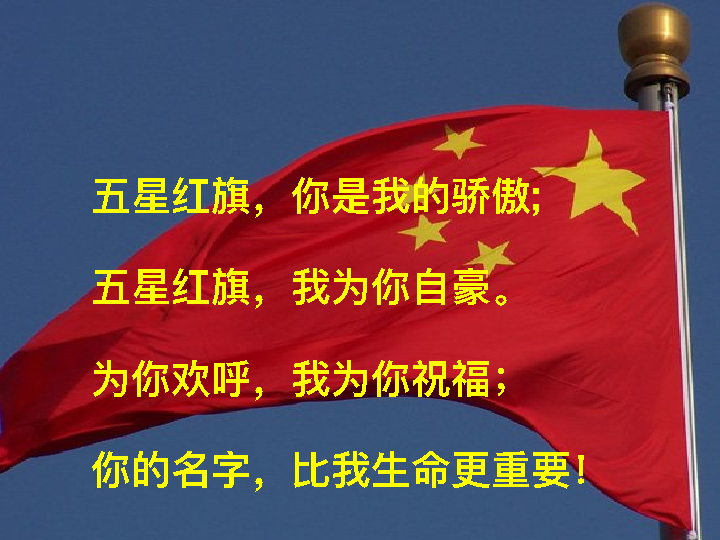 五星红旗，你是我的骄傲;
五星红旗，我为你自豪。
为你欢呼，我为你祝福；
你的名字，比我生命更重要！